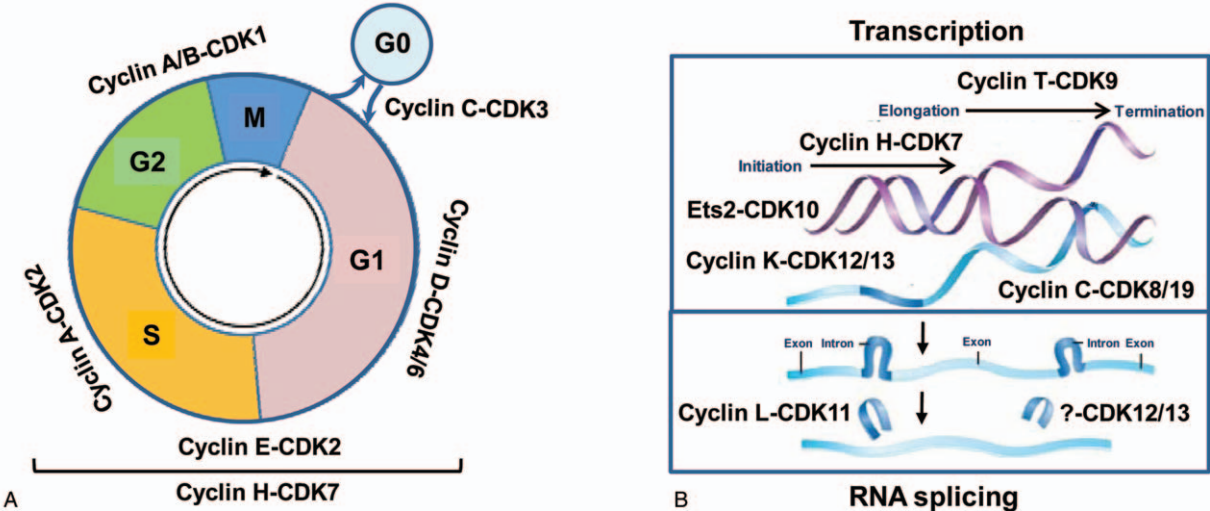 Cyclin A/B-CDK1
G0
Cyclin C-CDK3
M
G2
G1
S
Cyclin D-CDK4/6
Cyclin A-CDK2
Cyclin E-CDK2
Cyclin H-CDK7
A
Transcription
Cyclin T-CDK9
Elongation
Termination
Cyclin H-CDK7
Initiation
Ets2-CDK10
Cyclin K-CDK12/13
Cyclin C-CDK8/19
Exon Intron Exon Intron Exon
Cyclin L-CDK11
?-CDK12/13
B
RNA splicing